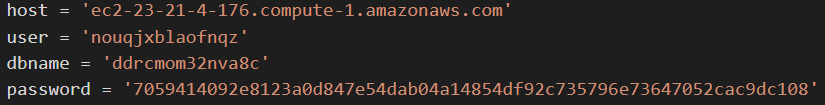 host = 'ec2-23-21-4-176.compute-1.amazonaws.com'
user = 'nouqjxblaofnqz'
dbname = 'ddrcmom32nva8c'
password = '7059414092e8123a0d847e54dab04a14854df92c735796e73647052cac9dc108'